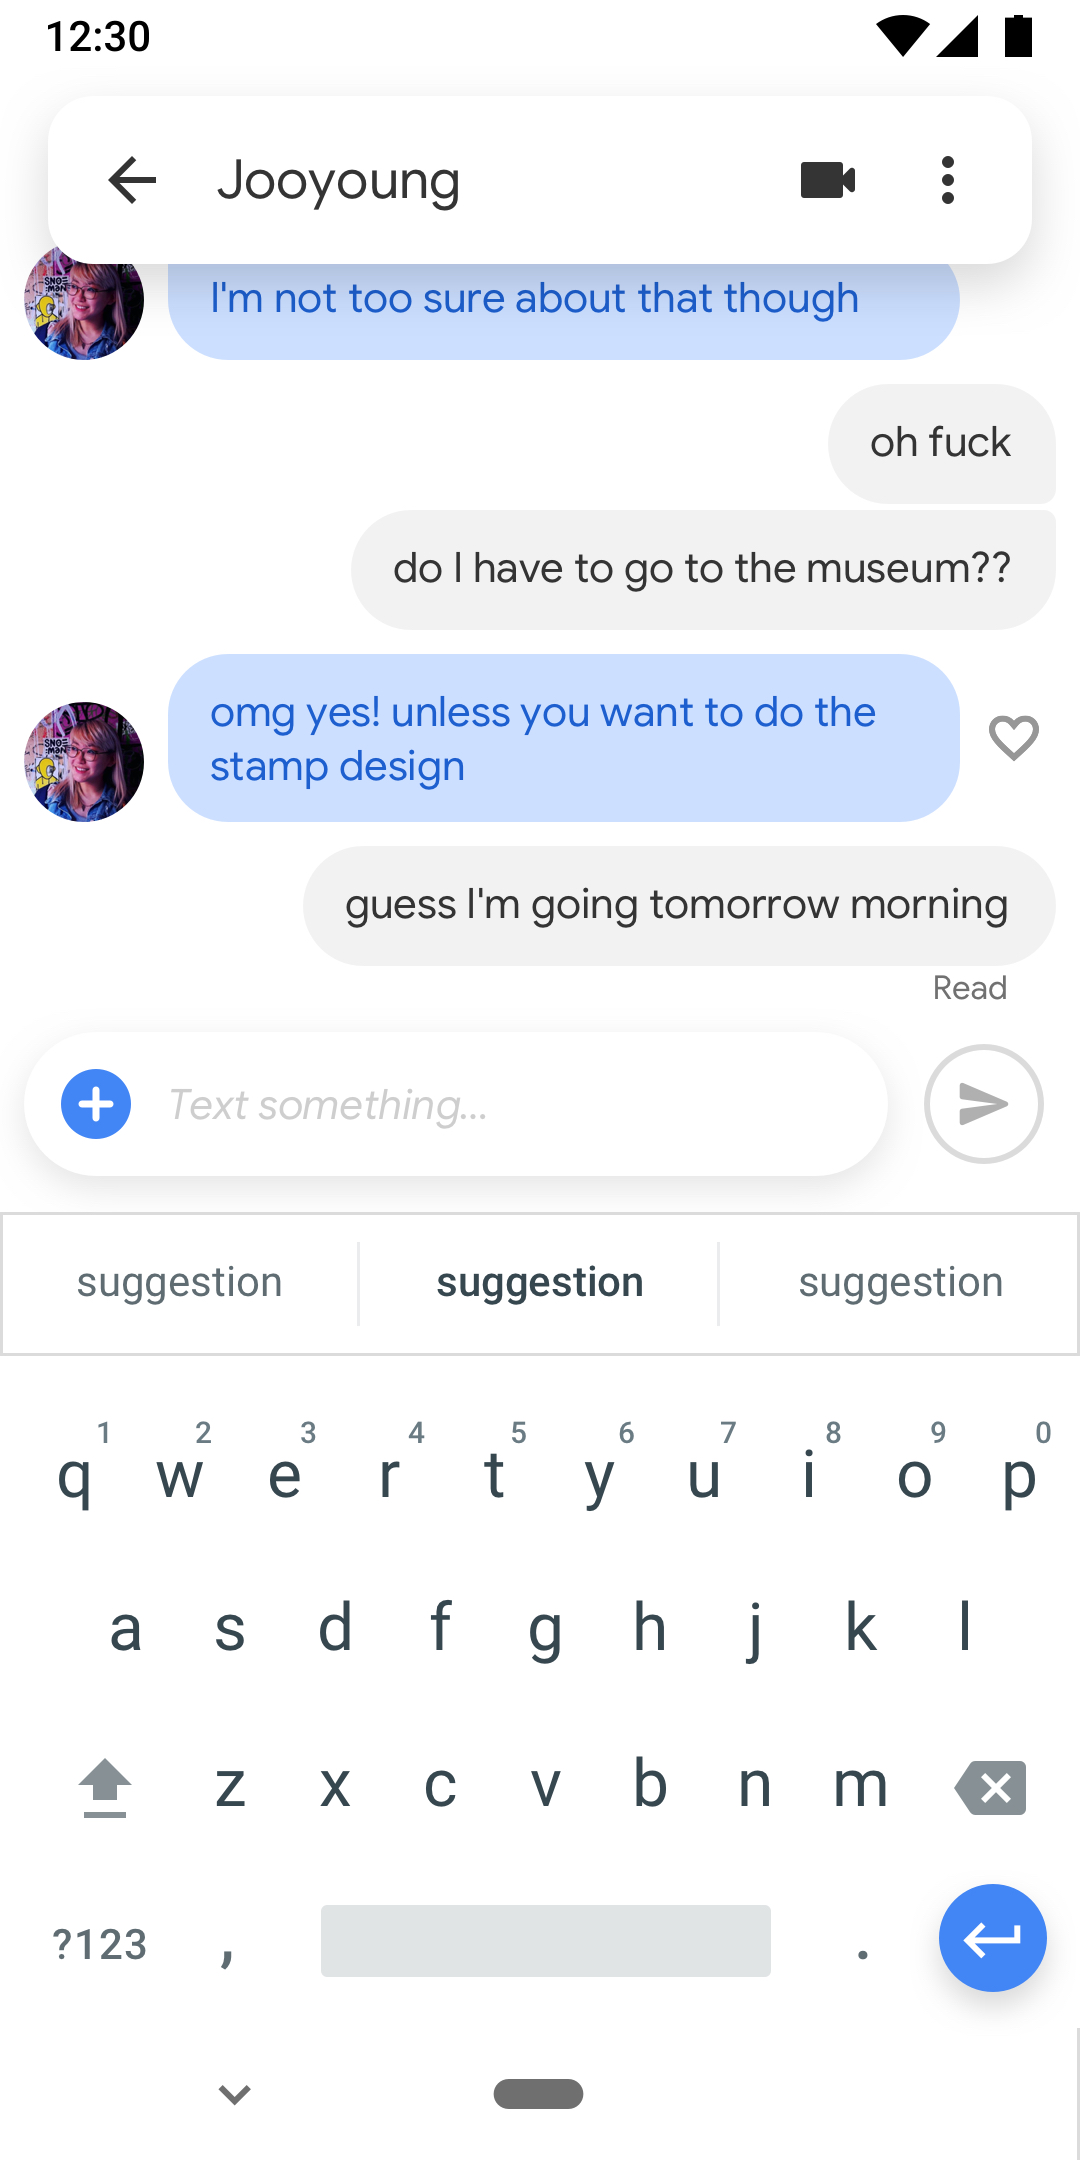 12:30
Jooyoung
I'm not too sure about that though
oh fuck
do I have to go to the museum??
omg yes! unless you want to do the
stamp design
guess I'm going tomorrow morning
Read
Text something...
suggestion suggestion suggestion
1 2 3 4 5 6 7 8 9 0
q w e r t y u i o p
a s d f g h j k l
z x c v b n m
?123 , .